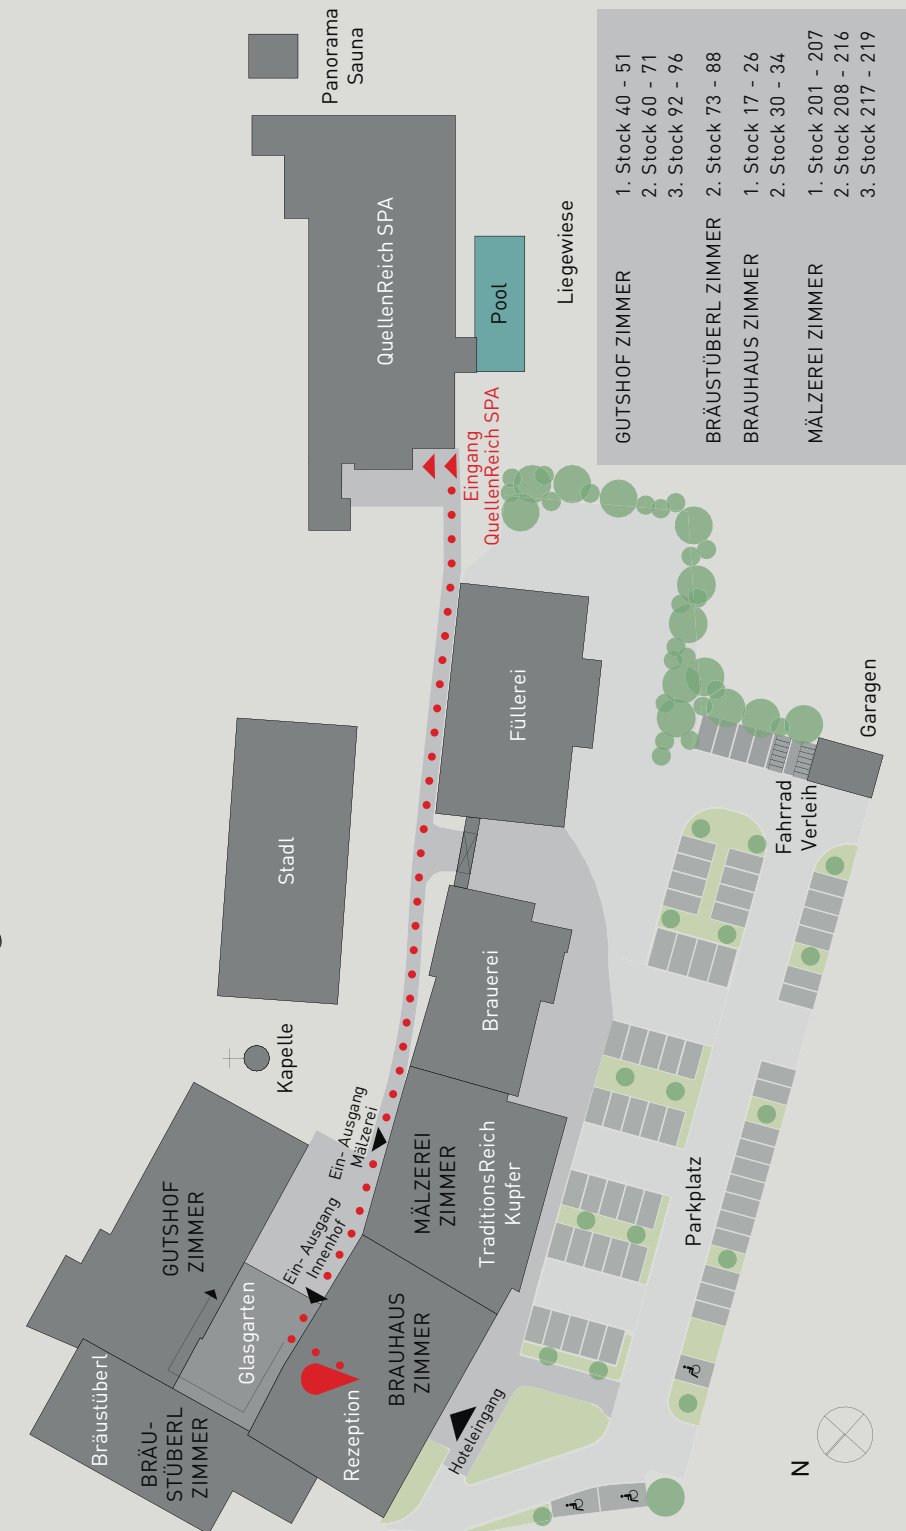 Panorama
Sauna
QuellenReich SPA
Pool
Liegewiese
Eingang
QuellenReich SPA
Füllerei
Stadl
Garagen
Fahrrad
Verleih
Brauerei
Kapelle
Ein- Ausgang
Mälzerei
MÄLZEREI
ZIMMER
TraditionsReich
Kupfer
Parkplatz
GUTSHOF
ZIMMER
Ein- Ausgang
Innenhof
Glasgarten
BRAUHAUS
ZIMMER
Rezeption
Hoteleingang
Bräustüberl
BRÄU-
STÜBERL
ZIMMER
N
GUTSHOF ZIMMER 1. Stock 40 - 51
2. Stock 60 - 71
3. Stock 92 - 96
BRÄUSTÜBERL ZIMMER 2. Stock 73 - 88
BRAUHAUS ZIMMER 1. Stock 17 - 26
2. Stock 30 - 34
MÄLZEREI ZIMMER 1. Stock 201 - 207
2. Stock 208 - 216
3. Stock 217 - 219